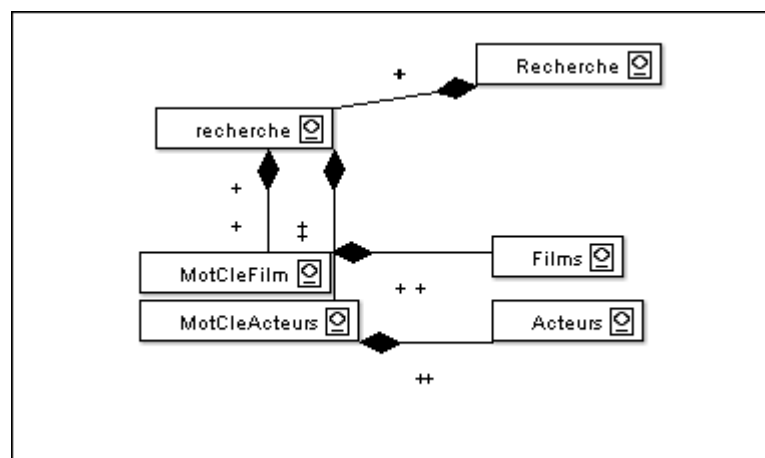 Recherche
+
recherche
+
+
‡
MotCleFilm
Films
+ +
MotCleActeurs
Acteurs
++